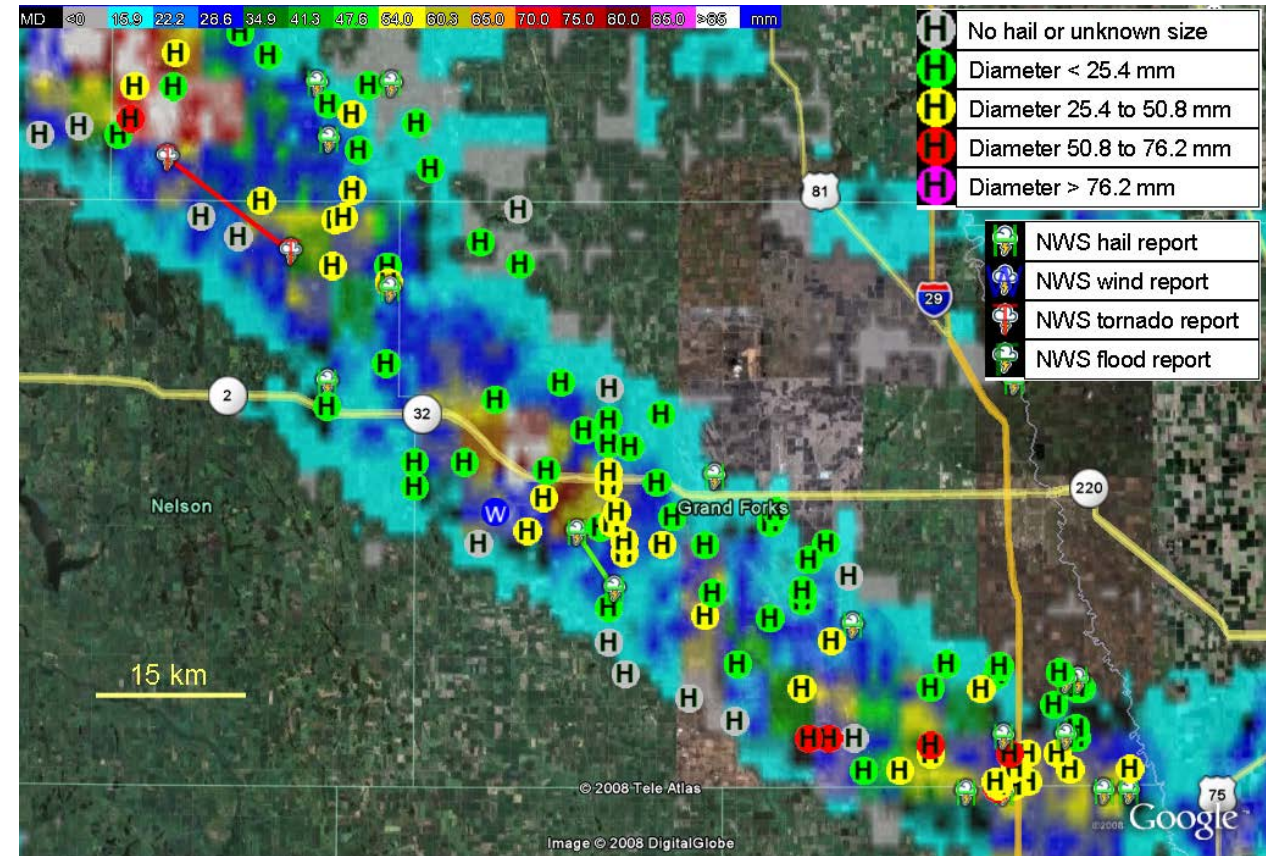 MD <0 15.9 22.2 28.6 34.9 41.3 47.6 54.0 60.3 65.0 70.0 75.0 80.0 85.0 >85 mm
H No hail or unknown size
H Diameter < 25.4 mm
H Diameter 25.4 to 50.8 mm
H Diameter 50.8 to 76.2 mm
H Diameter > 76.2 mm
NWS hail report
NWS wind report
NWS tornado report
NWS flood report
81
29
2
32
220
Nelson
Grand Forks
W
15 km
75
© 2008 Tele Atlas
©2008 Google™
Image © 2008 DigitalGlobe